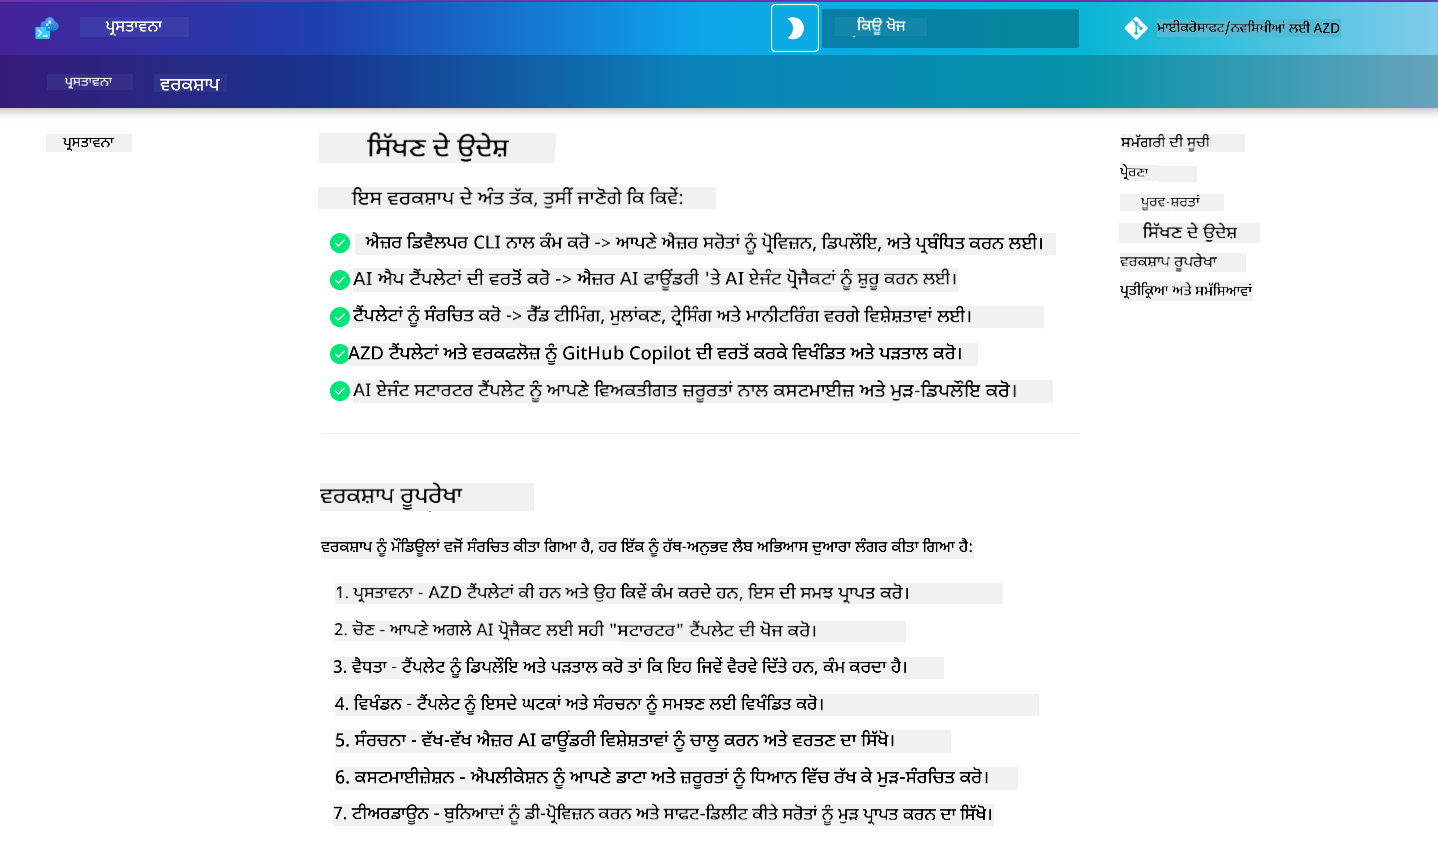 ਪ੍ਰਸਤਾਵਨਾ
ਕਿਊ ਖੋਜ
ਮਾਈਕਰੋਸਾਫਟ/ਨਵਸਿਖੀਆਂ ਲਈ AZD
ਪ੍ਰਸਤਾਵਨਾ
ਵਰਕਸ਼ਾਪ
ਪ੍ਰਸਤਾਵਨਾ
ਸਿੱਖਣ ਦੇ ਉਦੇਸ਼
ਇਸ ਵਰਕਸ਼ਾਪ ਦੇ ਅੰਤ ਤੱਕ, ਤੁਸੀਂ ਜਾਣੋਗੇ ਕਿ ਕਿਵੇਂ:
ਐਜ਼ਰ ਡਿਵੈਲਪਰ CLI ਨਾਲ ਕੰਮ ਕਰੋ -> ਆਪਣੇ ਐਜ਼ਰ ਸਰੋਤਾਂ ਨੂੰ ਪ੍ਰੋਵਿਜ਼ਨ, ਡਿਪਲੌਇ, ਅਤੇ ਪ੍ਰਬੰਧਿਤ ਕਰਨ ਲਈ।
AI ਐਪ ਟੈਂਪਲੇਟਾਂ ਦੀ ਵਰਤੋਂ ਕਰੋ -> ਐਜ਼ਰ AI ਫਾਊਂਡਰੀ 'ਤੇ AI ਏਜੰਟ ਪ੍ਰੋਜੈਕਟਾਂ ਨੂੰ ਸ਼ੁਰੂ ਕਰਨ ਲਈ।
ਟੈਂਪਲੇਟਾਂ ਨੂੰ ਸੰਰਚਿਤ ਕਰੋ -> ਰੈੱਡ ਟੀਮਿੰਗ, ਮੁਲਾਂਕਣ, ਟ੍ਰੇਸਿੰਗ ਅਤੇ ਮਾਨੀਟਰਿੰਗ ਵਰਗੇ ਵਿਸ਼ੇਸ਼ਤਾਵਾਂ ਲਈ।
AZD ਟੈਂਪਲੇਟਾਂ ਅਤੇ ਵਰਕਫਲੋਜ਼ ਨੂੰ GitHub Copilot ਦੀ ਵਰਤੋਂ ਕਰਕੇ ਵਿਖੰਡਿਤ ਅਤੇ ਪੜਤਾਲ ਕਰੋ।
AI ਏਜੰਟ ਸਟਾਰਟਰ ਟੈਂਪਲੇਟ ਨੂੰ ਆਪਣੇ ਵਿਅਕਤੀਗਤ ਜ਼ਰੂਰਤਾਂ ਨਾਲ ਕਸਟਮਾਈਜ਼ ਅਤੇ ਮੁੜ-ਡਿਪਲੌਇ ਕਰੋ।
ਵਰਕਸ਼ਾਪ ਰੂਪਰੇਖਾ
ਵਰਕਸ਼ਾਪ ਨੂੰ ਮੌਡਿਊਲਾਂ ਵਜੋਂ ਸੰਰਚਿਤ ਕੀਤਾ ਗਿਆ ਹੈ, ਹਰ ਇੱਕ ਨੂੰ ਹੱਥ-ਅਨੁਭਵ ਲੈਬ ਅਭਿਆਸ ਦੁਆਰਾ ਲੰਗਰ ਕੀਤਾ ਗਿਆ ਹੈ:
1. ਪ੍ਰਸਤਾਵਨਾ - AZD ਟੈਂਪਲੇਟਾਂ ਕੀ ਹਨ ਅਤੇ ਉਹ ਕਿਵੇਂ ਕੰਮ ਕਰਦੇ ਹਨ, ਇਸ ਦੀ ਸਮਝ ਪ੍ਰਾਪਤ ਕਰੋ।
2. ਚੋਣ - ਆਪਣੇ ਅਗਲੇ AI ਪ੍ਰੋਜੈਕਟ ਲਈ ਸਹੀ "ਸਟਾਰਟਰ" ਟੈਂਪਲੇਟ ਦੀ ਖੋਜ ਕਰੋ।
3. ਵੈਧਤਾ - ਟੈਂਪਲੇਟ ਨੂੰ ਡਿਪਲੌਇ ਅਤੇ ਪੜਤਾਲ ਕਰੋ ਤਾਂ ਕਿ ਇਹ ਜਿਵੇਂ ਵੈਰਵੇ ਦਿੱਤੇ ਹਨ, ਕੰਮ ਕਰਦਾ ਹੈ।
4. ਵਿਖੰਡਨ - ਟੈਂਪਲੇਟ ਨੂੰ ਇਸਦੇ ਘਟਕਾਂ ਅਤੇ ਸੰਰਚਨਾ ਨੂੰ ਸਮਝਣ ਲਈ ਵਿਖੰਡਿਤ ਕਰੋ।
5. ਸੰਰਚਨਾ - ਵੱਖ-ਵੱਖ ਐਜ਼ਰ AI ਫਾਊਂਡਰੀ ਵਿਸ਼ੇਸ਼ਤਾਵਾਂ ਨੂੰ ਚਾਲੂ ਕਰਨ ਅਤੇ ਵਰਤਣ ਦਾ ਸਿੱਖੋ।
6. ਕਸਟਮਾਈਜ਼ੇਸ਼ਨ - ਐਪਲੀਕੇਸ਼ਨ ਨੂੰ ਆਪਣੇ ਡਾਟਾ ਅਤੇ ਜ਼ਰੂਰਤਾਂ ਨੂੰ ਧਿਆਨ ਵਿੱਚ ਰੱਖ ਕੇ ਮੁੜ-ਸੰਰਚਿਤ ਕਰੋ।
7. ਟੀਅਰਡਾਊਨ - ਬੁਨਿਆਦਾਂ ਨੂੰ ਡੀ-ਪ੍ਰੋਵਿਜ਼ਨ ਕਰਨ ਅਤੇ ਸਾਫਟ-ਡਿਲੀਟ ਕੀਤੇ ਸਰੋਤਾਂ ਨੂੰ ਮੁੜ ਪ੍ਰਾਪਤ ਕਰਨ ਦਾ ਸਿੱਖੋ।
ਸਮੱਗਰੀ ਦੀ ਸੂਚੀ
ਪ੍ਰੇਰਣਾ
ਪੂਰਵ-ਸ਼ਰਤਾਂ
ਸਿੱਖਣ ਦੇ ਉਦੇਸ਼
ਵਰਕਸ਼ਾਪ ਰੂਪਰੇਖਾ
ਪ੍ਰਤੀਕ੍ਰਿਆ ਅਤੇ ਸਮੱਸਿਆਵਾਂ